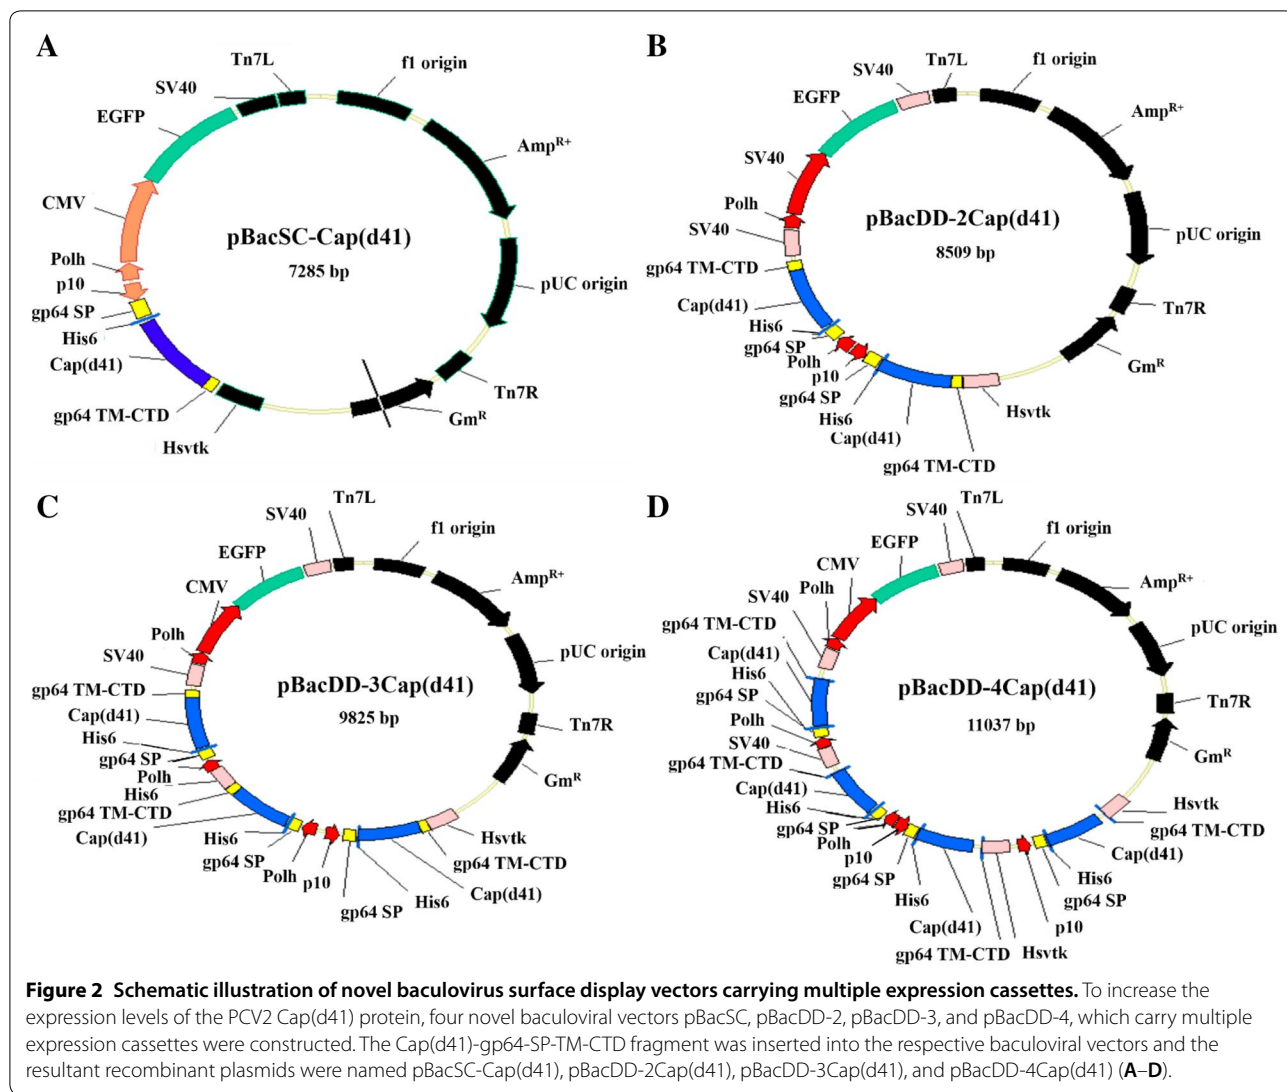 A
Tn7L
f1 origin
SV40
EGFP
AmpR+
CMV
pBacSC-Cap(d41)
7285 bp
Polh
p10
pUC origin
gp64 SP
His6
Cap(d41)
Tn7R
gp64 TM-CTD
GmR
Hsvtk
B
Tn7L
f1 origin
SV40
EGFP
AmpR+
SV40
Polh
pBacDD-2Cap(d41)
8509 bp
SV40
pUC origin
gp64 TM-CTD
Cap(d41)
Tn7R
His6
gp64 SP
Polh
GmR
p10
gp64 SP
His6
Hsvtk
Cap(d41)
gp64 TM-CTD
C
Tn7L
SV40
f1 origin
EGFP
AmpR+
CMV
Polh
pUC origin
SV40
pBacDD-3Cap(d41)
9825 bp
gp64 TM-CTD
Cap(d41)
Tn7R
His6
gp64 SP
Polh
GmR
His6
gp64 TM-CTD
Cap(d41)
His6
Hsvtk
gp64 SP
gp64 TM-CTD
Polh
p10
Cap(d41)
His6
gp64 SP
D
Tn7L
SV40
f1 origin
EGFP
CMV
AmpR+
Polh
SV40
gp64 TM-CTD
pUC origin
Cap(d41)
His6
pBacDD-4Cap(d41)
11037 bp
gp64 SP
Tn7R
Polh
SV40
GmR
gp64 TM-CTD
Cap(d41)
Hsvtk
His6
gp64 TM-CTD
gp64 SP
Polh
Cap(d41)
p10
gp64 SP
His6
gp64 SP
His6
p10
Cap(d41)
gp64 TM-CTD
Hsvtk
Figure 2 Schematic illustration of novel baculovirus surface display vectors carrying multiple expression cassettes. To increase the
expression levels of the PCV2 Cap(d41) protein, four novel baculoviral vectors pBacSC, pBacDD-2, pBacDD-3, and pBacDD-4, which carry multiple
expression cassettes were constructed. The Cap(d41)-gp64-SP-TM-CTD fragment was inserted into the respective baculoviral vectors and the
resultant recombinant plasmids were named pBacSC-Cap(d41), pBacDD-2Cap(d41), pBacDD-3Cap(d41), and pBacDD-4Cap(d41) (A–D).